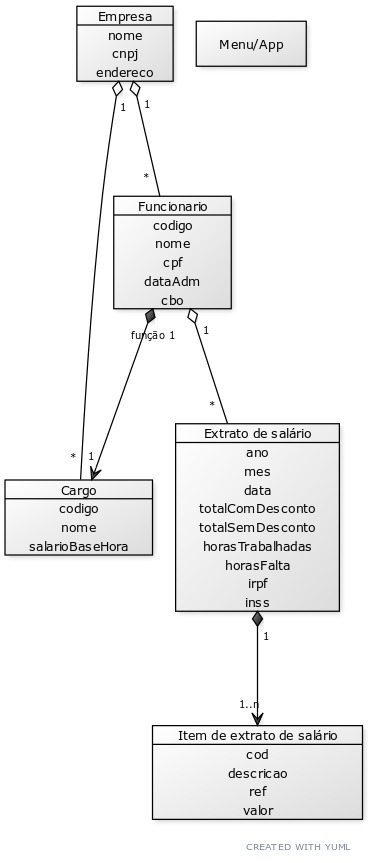 Empresa
nome
cnpj
endereco
Menu/App
1
1
*
Funcionario
codigo
nome
cpf
dataAdm
cbo
função 1
1
*
Extrato de salário
ano
mes
data
totalComDesconto
totalSemDesconto
horasTrabalhadas
horasFalta
irpf
inss
*
1
Cargo
codigo
nome
salarioBaseHora
1
1..n
Item de extrato de salário
cod
descricao
ref
valor
CREATED WITH YUML